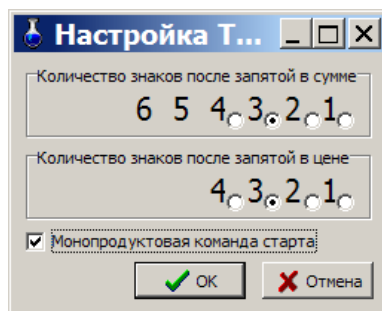 Настройка Т...
Количество знаков после запятой в сумме
6 5 4 3 2 1
Количество знаков после запятой в цене
4 3 2 1
Монопродуктовая команда старта
ОК Отмена